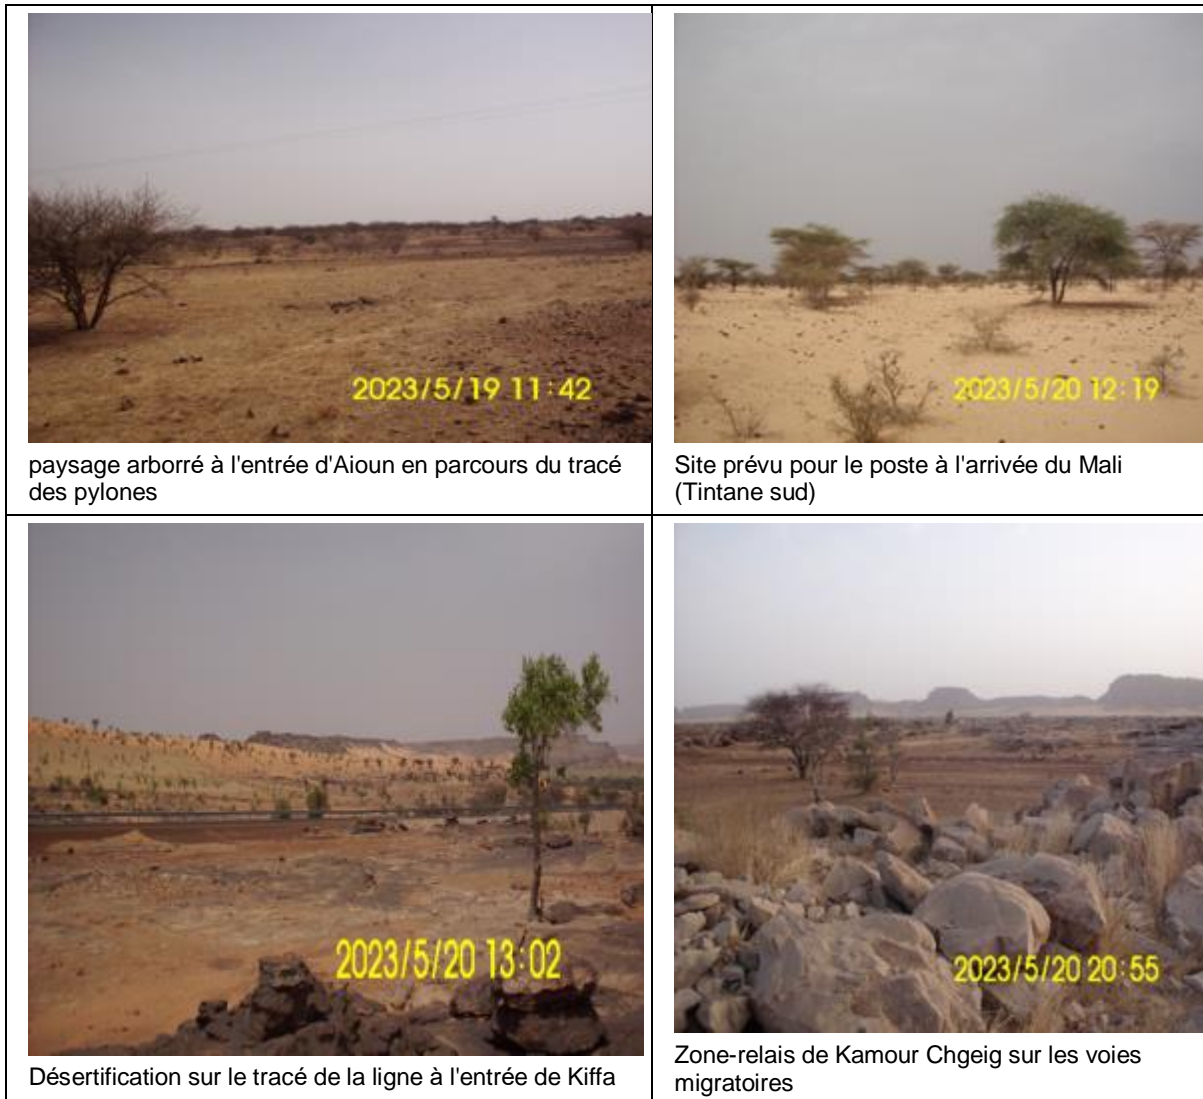 2023/5/19 11:42
paysage arborré à l'entrée d'Aioun en parcours du tracé
des pylones
2023/5/20 12:19
Site prévu pour le poste à l'arrivée du Mali
(Tintane sud)
2023/5/20 13:02
Désertification sur le tracé de la ligne à l'entrée de Kiffa
2023/5/20 20:55
Zone-relais de Kamour Chgeig sur les voies
migratoires